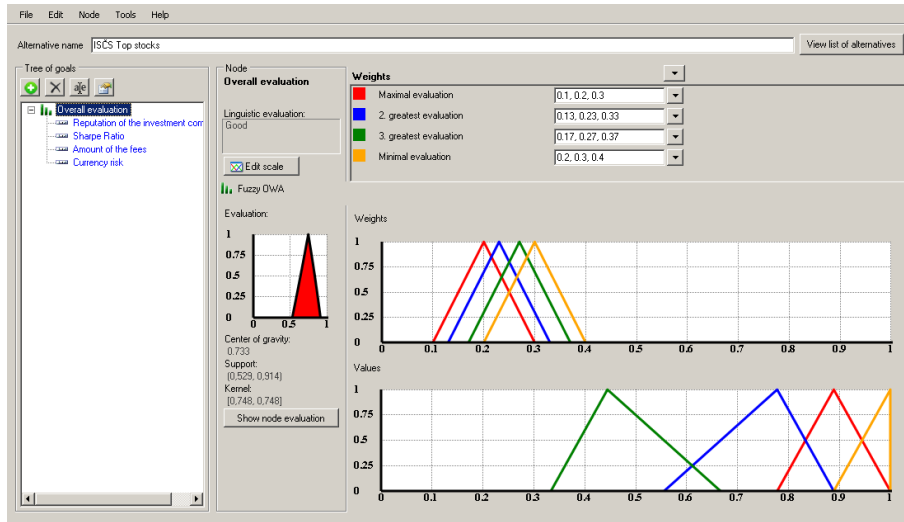 File Edit Node Tools Help
Alternative name ISČS Top stocks View list of alternatives
Tree of goals
Overall evaluation
Reputation of the investment com
Sharpe Ratio
Amount of the fees
Currency risk
Node
Overall evaluation
Linguistic evaluation:
Good
Edit scale
Fuzzy OWA
Evaluation:
1
0.75
0.5
0.25
0
0 0.5 1
Center of gravity:
0.733
Support:
[0,529, 0,914]
Kernel:
[0,748, 0,748]
Show node evaluation
Weights
Maximal evaluation 0.1, 0.2, 0.3
2. greatest evaluation 0.13, 0.23, 0.33
3. greatest evaluation 0.17, 0.27, 0.37
Minimal evaluation 0.2, 0.3, 0.4
Weights
1
0.75
0.5
0.25
0
0 0.1 0.2 0.3 0.4 0.5 0.6 0.7 0.8 0.9 1
Values
1
0.75
0.5
0.25
0
0 0.1 0.2 0.3 0.4 0.5 0.6 0.7 0.8 0.9 1